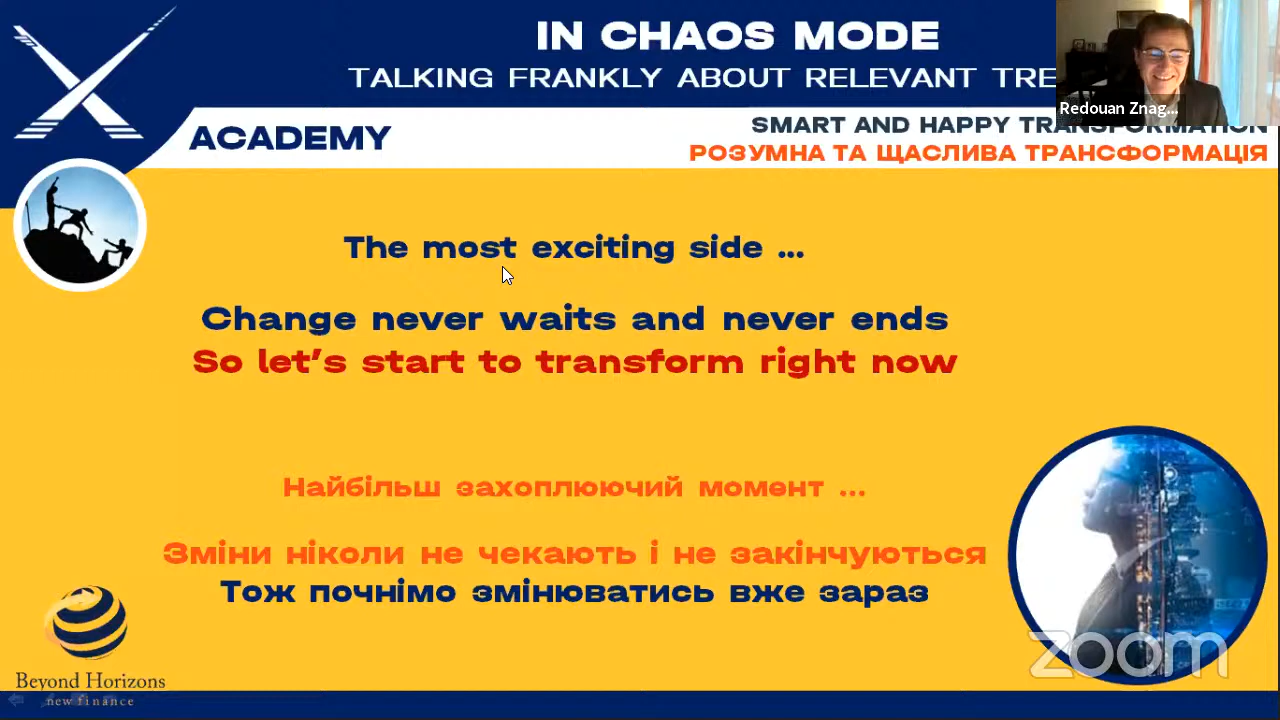 IN CHAOS MODE
TALKING FRANKLY ABOUT RELEVANT TRE
Redouan Znag...
ACADEMY
SMART AND HAPPY TRANSFORMATION
РОЗУМНА ТА ЩАСЛИВА ТРАНСФОРМАЦІЯ
The most exciting side ...
Change never waits and never ends
So let's start to transform right now
Найбільш захоплюючий момент ...
Зміни ніколи не чекають і не закінчуються
Тож почнімо змінюватись вже зараз
zoom
Beyond Horizons
new finance